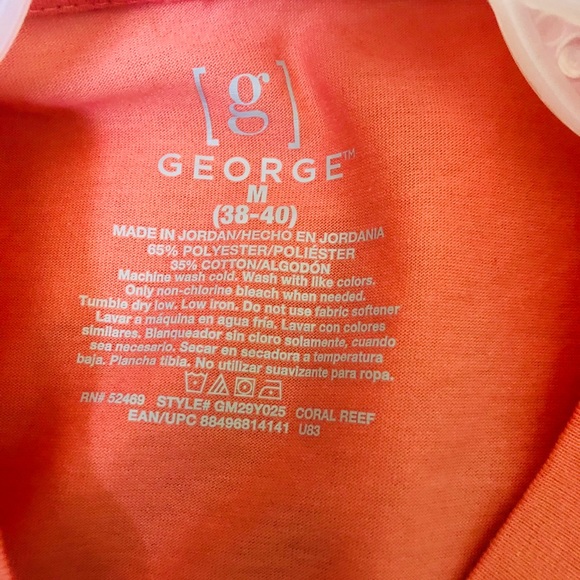 [g]
GEORGE™
M
(38-40)
MADE IN JORDAN/HECHO EN JORDANIA
65% POLYESTER/POLIÉSTER
35% COTTON/ALGODÓN
Machine wash cold. Wash with like colors.
Only non-chlorine bleach when needed.
Tumble dry low. Low iron. Do not use fabric softener
Lavar a máquina en agua fría. Lavar con colores
similares. Blanqueador sin cloro solamente, cuando
sea necesario. Secar en secadora a temperatura
baja. Plancha tibia. No utilizar suavizante para ropa.
RN# 52469 STYLE# GM29Y025 CORAL REEF
EAN/UPC 88496814141 U83